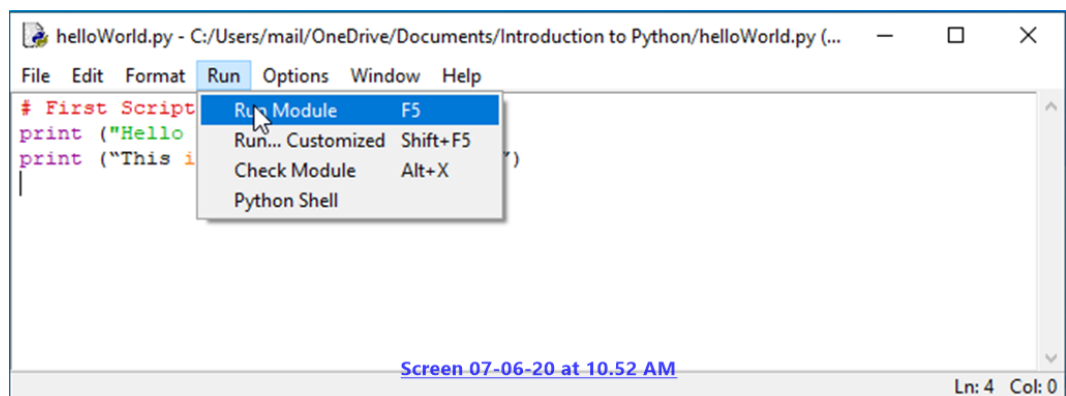 helloWorld.py - C:/Users/mail/OneDrive/Documents/Introduction to Python/helloWorld.py (...
File Edit Format Run Options Window Help
# First Script
Run Module F5
print ("Hello
Run... Customized Shift+F5
print (“This i ”)
Check Module Alt+X
Python Shell
Screen 07-06-20 at 10.52 AM
Ln: 4 Col: 0